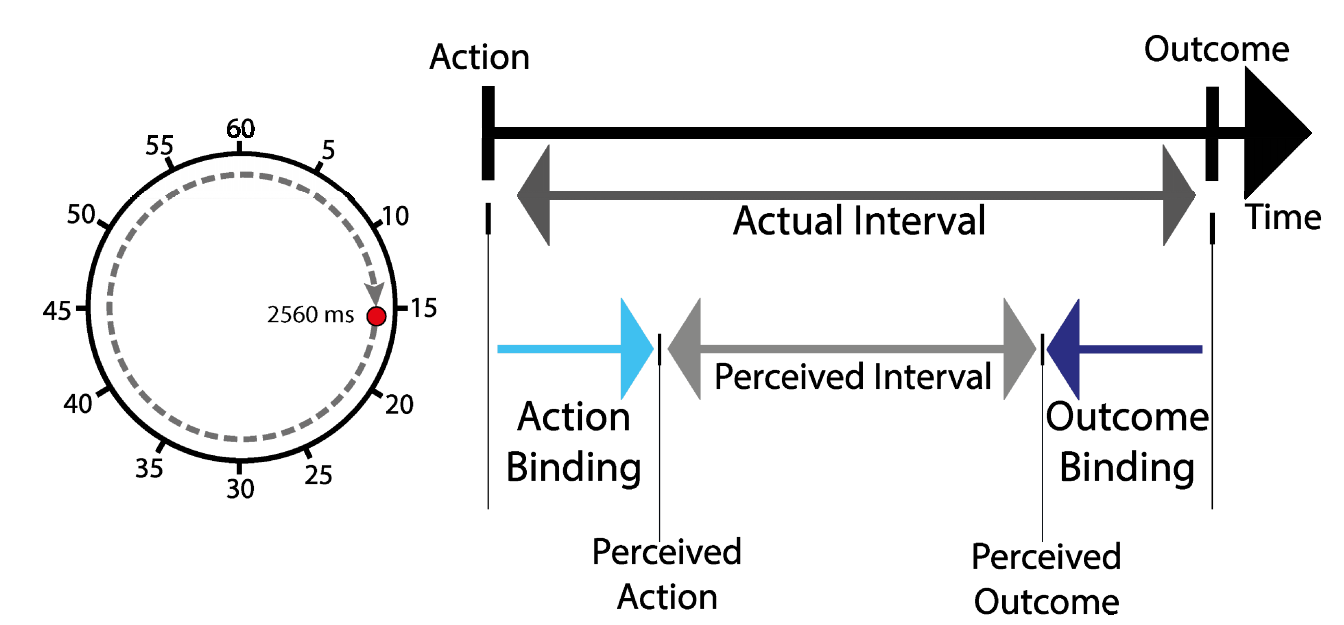 Action
Outcome
60
55
5
50
10
Actual Interval
Time
45
2560 ms
15
Perceived Interval
40
20
Action
Binding
Outcome
Binding
35
25
30
Perceived
Action
Perceived
Outcome